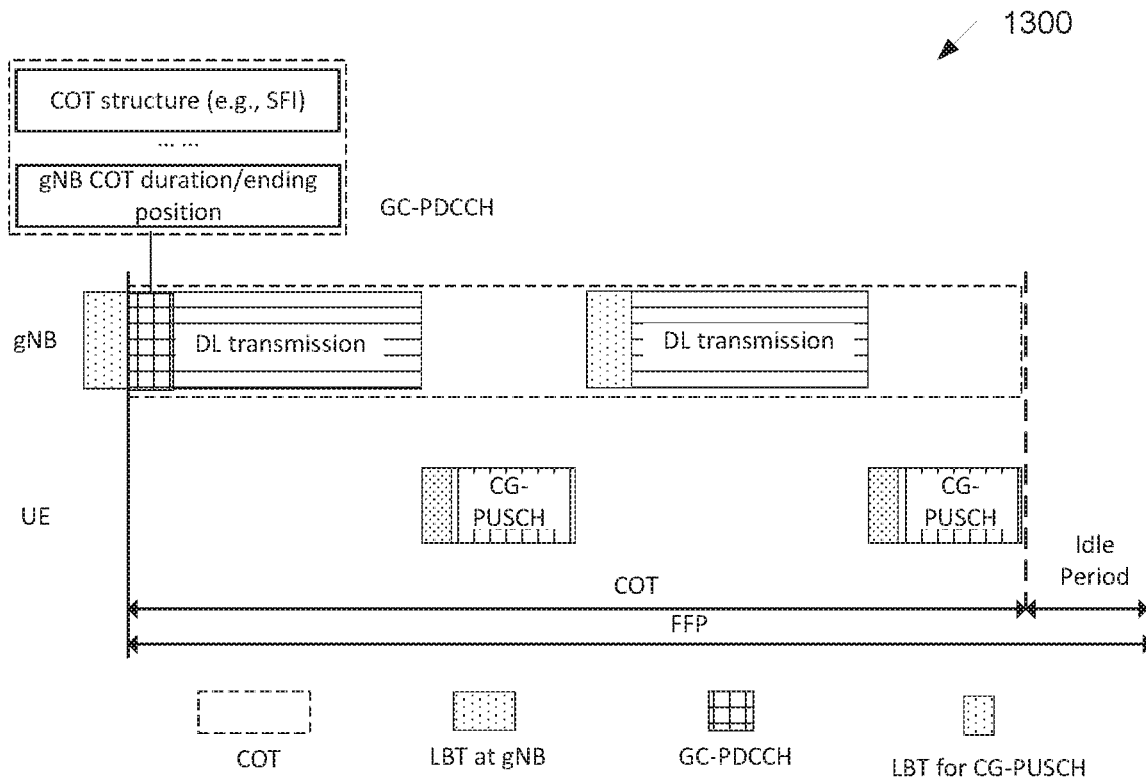 1300
COT structure (e.g., SFI)
... ...
gNB COT duration/ending
position
GC-PDCCH
gNB
DL transmission
DL transmission
UE
CG-
PUSCH
CG-
PUSCH
Idle
Period
COT
FFP
COT
LBT at gNB
GC-PDCCH
LBT for CG-PUSCH